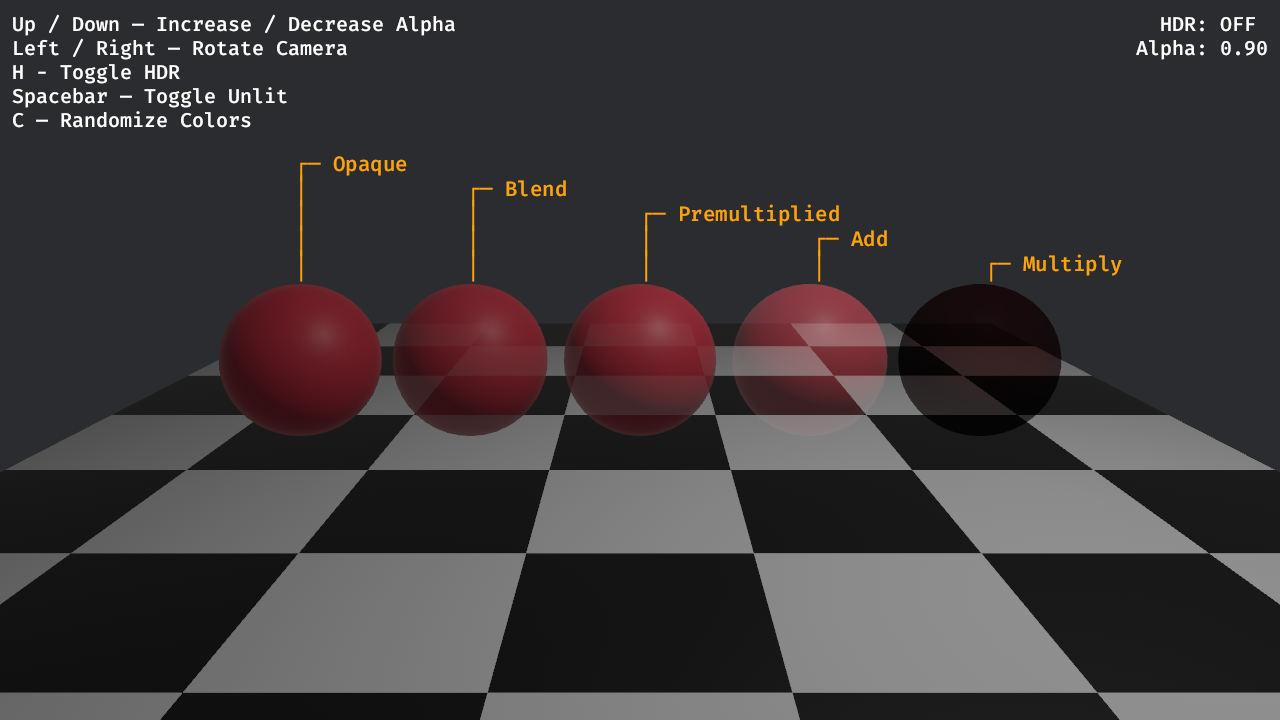 Up / Down — Increase / Decrease Alpha
Left / Right — Rotate Camera
H - Toggle HDR
Spacebar — Toggle Unlit
C — Randomize Colors
HDR: OFF
Alpha: 0.90
Opaque
Blend
Premultiplied
Add
Multiply